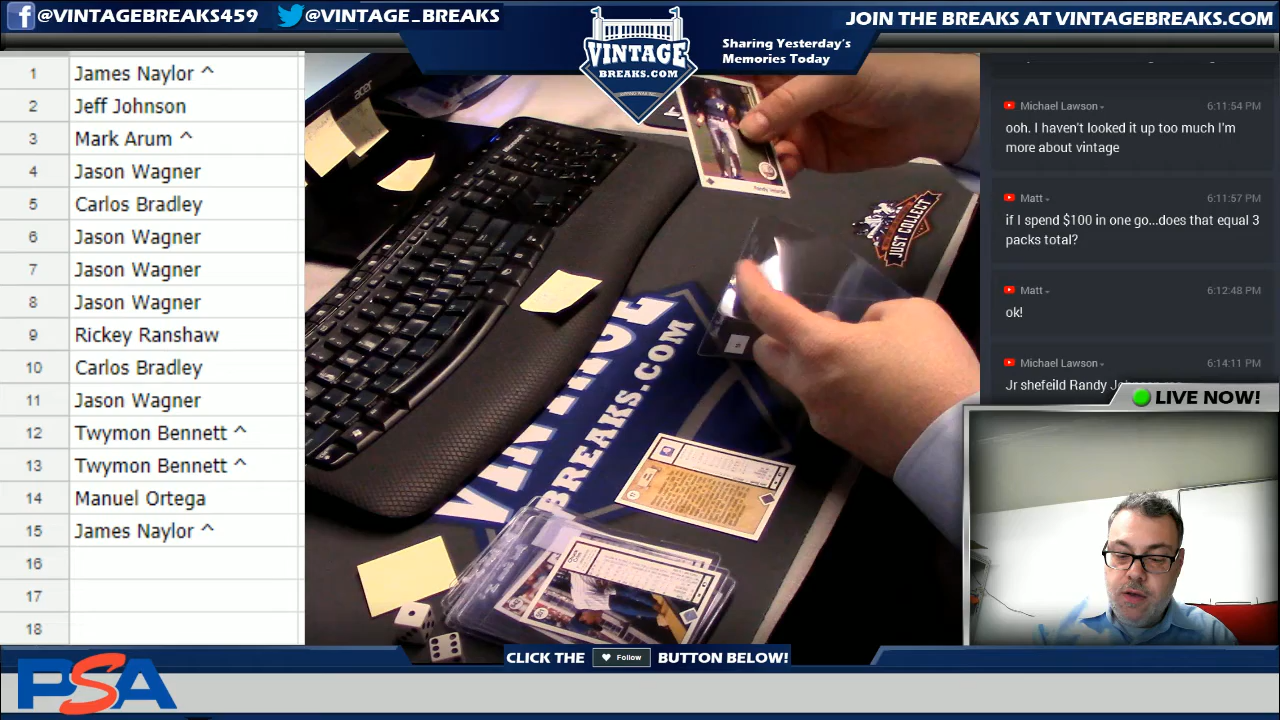 @VINTAGEBREAKS459
@VINTAGE_BREAKS
VINTAGE
BREAKS.COM
Sharing Yesterday's
Memories Today
JOIN THE BREAKS AT VINTAGEBREAKS.COM
1 James Naylor ^
2 Jeff Johnson
3 Mark Arum ^
4 Jason Wagner
5 Carlos Bradley
6 Jason Wagner
7 Jason Wagner
8 Jason Wagner
9 Rickey Ranshaw
10 Carlos Bradley
11 Jason Wagner
12 Twymon Bennett ^
13 Twymon Bennett ^
14 Manuel Ortega
15 James Naylor ^
16
17
18
acer
JUST COLLECT
VINTAGE
BREAKS.COM
Michael Lawson 6:11:54 PM
ooh. I haven't looked it up too much I'm
more about vintage
Matt 6:11:57 PM
if I spend $100 in one go...does that equal 3
packs total?
Matt 6:12:48 PM
ok!
Michael Lawson 6:14:11 PM
Jr shefeild Randy
LIVE NOW!
PSA
CLICK THE Follow BUTTON BELOW!